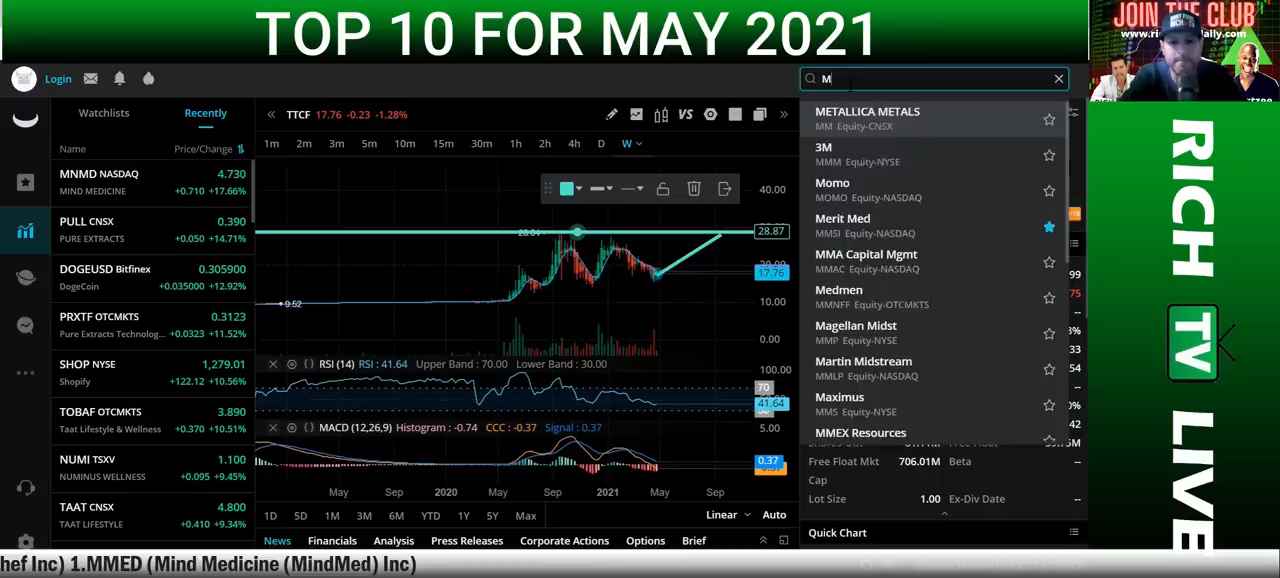 TOP 10 FOR MAY 2021
JOIN THE CLUB
Login
M
Watchlists
Recently
Name
Price/Change
MNMD NASDAQ
4.730
MIND MEDICINE
+0.710 +17.66%
PULL CNSX
0.390
PURE EXTRACTS
+0.050 +14.71%
DOGEUSD Bitfinex
0.305900
DogeCoin
+0.035000 +12.92%
PRXTF OTCMKTS
0.3123
Pure Extracts Technolog...
+0.0323 +11.52%
SHOP NYSE
1,279.01
Shopify
+122.12 +10.56%
TOBAF OTCMKTS
3.890
Taat Lifestyle & Wellness
+0.370 +10.51%
NUMI TSXV
1.100
NUMINUS WELLNESS
+0.095 +9.45%
TAAT CNSX
4.800
TAAT LIFESTYLE
+0.410 +9.34%
TTCF 17.76 -0.23 -1.28%
VS
1m 2m 3m 5m 10m 15m 30m 1h 2h 4h D W
40.00
28.87
17.76
10.00
0.00
9.52
RSI (14) RSI : 41.64 Upper Band : 70.00 Lower Band : 30.00
100.00
70
41.64
MACD (12,26,9) Histogram : -0.74 CCC : -0.37 Signal : 0.37
5.00
0.37
May Sep 2020 May Sep 2021 May Sep
1D 5D 1M 3M 6M YTD 1Y 5Y Max
Linear
Auto
News Financials Analysis Press Releases Corporate Actions Options Brief
METALLICA METALS
MM Equity-CNSX
3M
MMM Equity-NYSE
Momo
MOMO Equity-NASDAQ
Merit Med
MMSI Equity-NASDAQ
MMA Capital Mgmt
MMAC Equity-NASDAQ
Medmen
MMNFF Equity-OTCMKTS
Magellan Midst
MMP Equity-NYSE
Martin Midstream
MMLP Equity-NASDAQ
Maximus
MMS Equity-NYSE
MMEX Resources
Free Float Mkt Cap
706.01M
Beta
--
Lot Size
1.00
Ex-Div Date
--
Quick Chart
RICH
TV
LIVE
hef Inc) 1.MMED (Mind Medicine (MindMed) Inc)